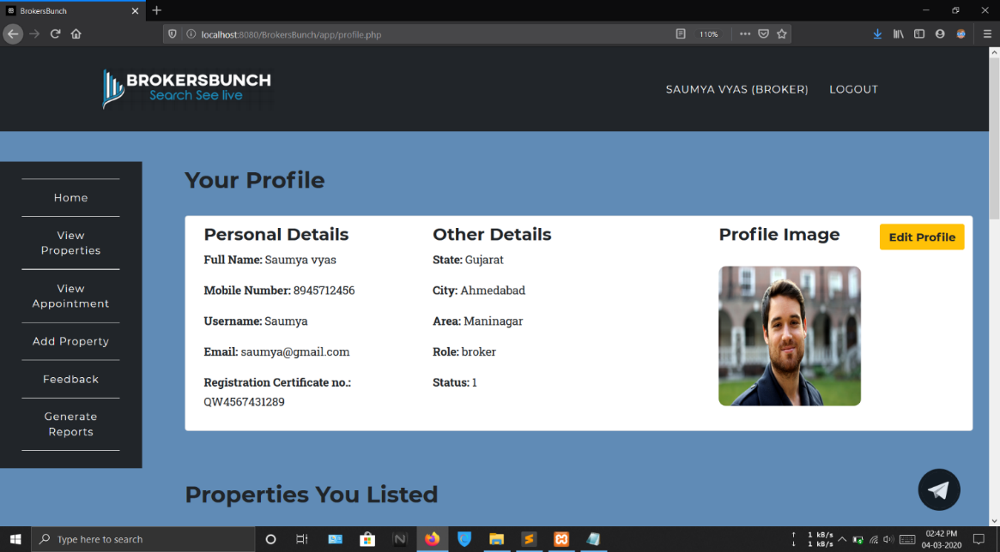 BrokersBunch
localhost:8080/BrokersBunch/app/profile.php
110%
BROKERSBUNCH
Search See live
SAUMYA VYAS (BROKER) LOGOUT
Home
View
Properties
View
Appointment
Add Property
Feedback
Generate
Reports
Your Profile
Personal Details
Full Name: Saumya vyas
Mobile Number: 8945712456
Username: Saumya
Email: saumya@gmail.com
Registration Certificate no.:
QW4567431289
Other Details
State: Gujarat
City: Ahmedabad
Area: Maninagar
Role: broker
Status: 1
Profile Image
Edit Profile
Properties You Listed
Type here to search
1 kB/s
1 kB/s
02:42 PM
04-03-2020